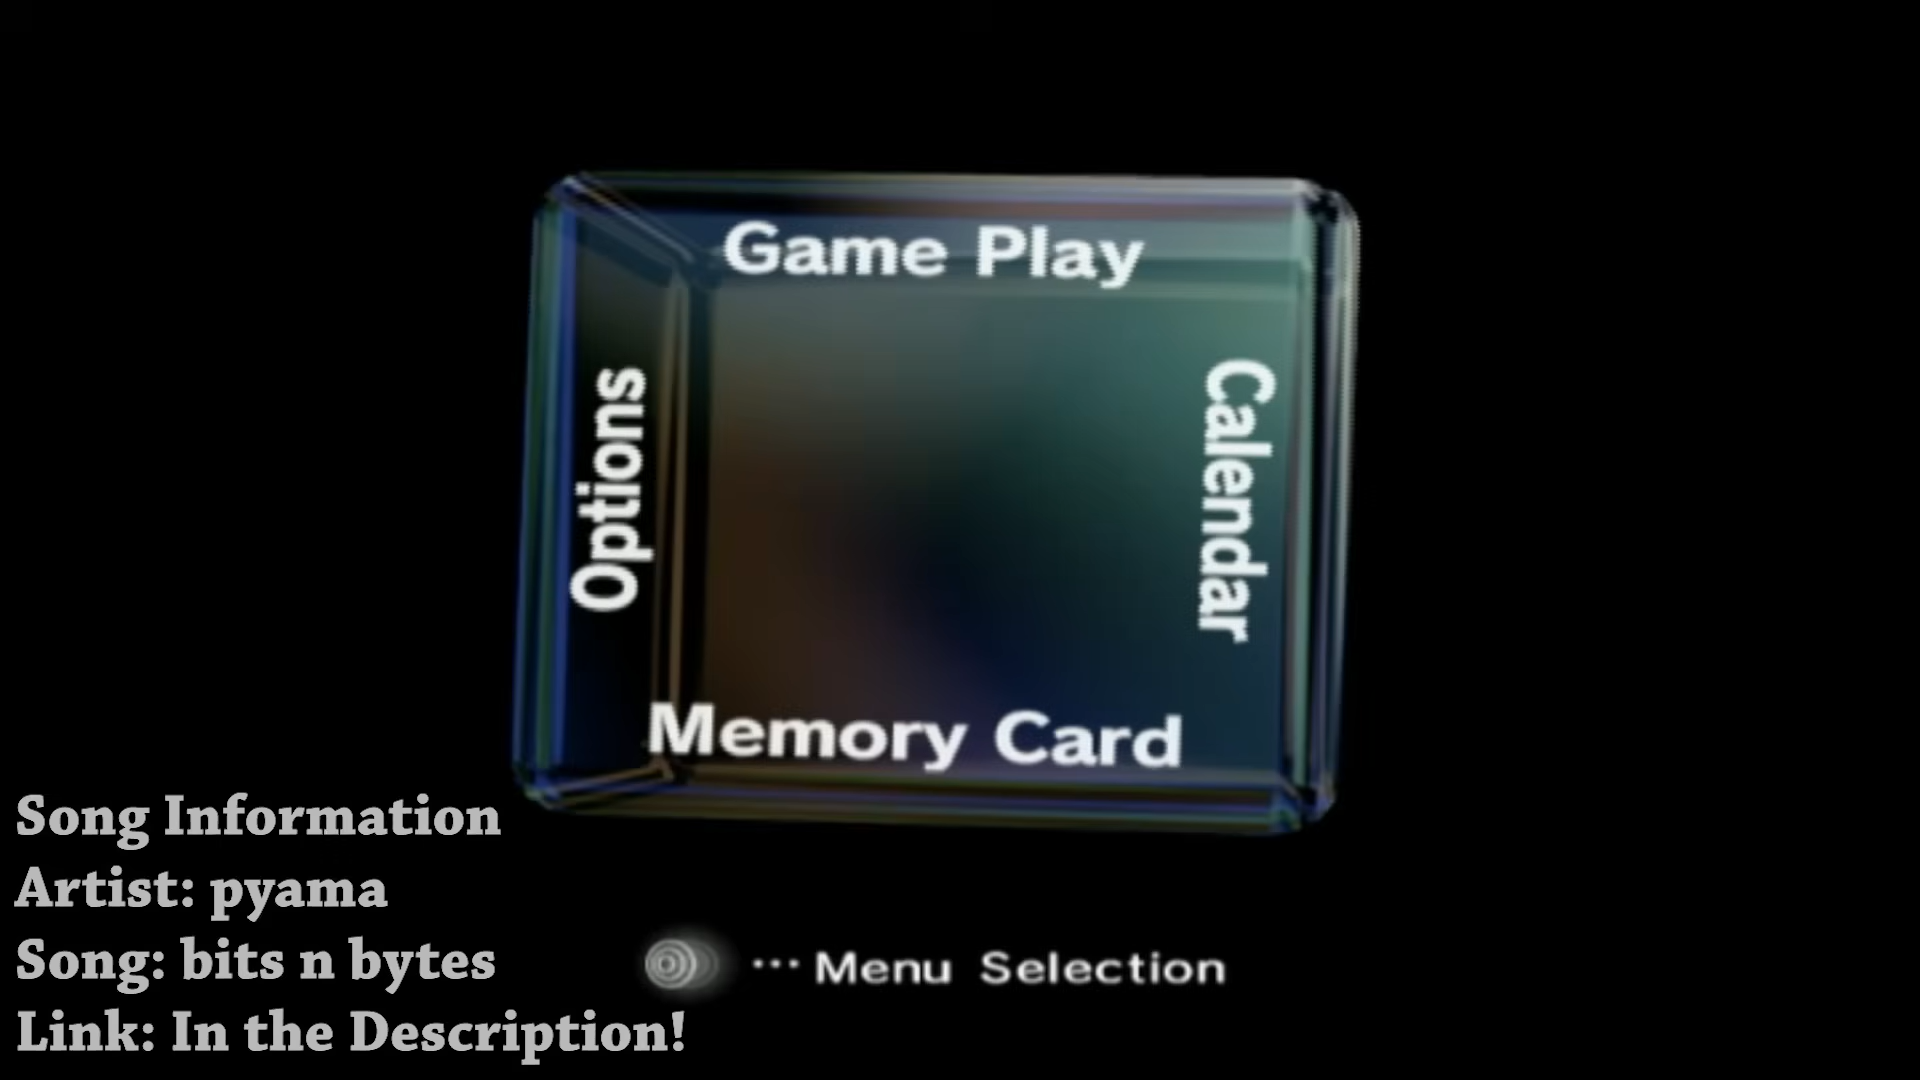 Game Play
Options
Calendar
Memory Card
Song Information
Artist: pyama
Song: bits n bytes
Link: In the Description!
··· Menu Selection